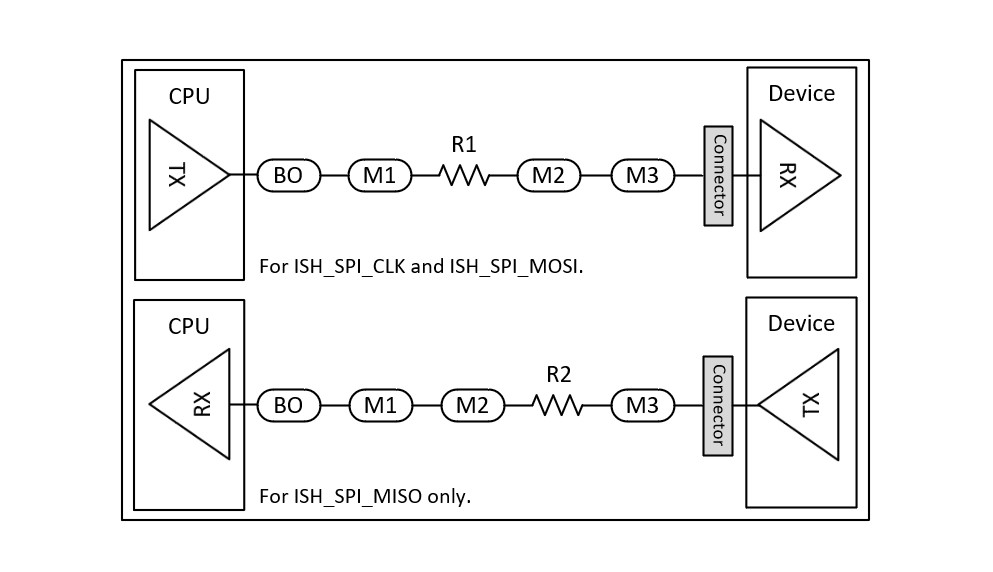 CPU
Device
TX
BO
M1
R1
M2
M3
Connector
RX
For ISH_SPI_CLK and ISH_SPI_MOSI.
CPU
Device
RX
BO
M1
M2
R2
M3
Connector
TX
For ISH_SPI_MISO only.